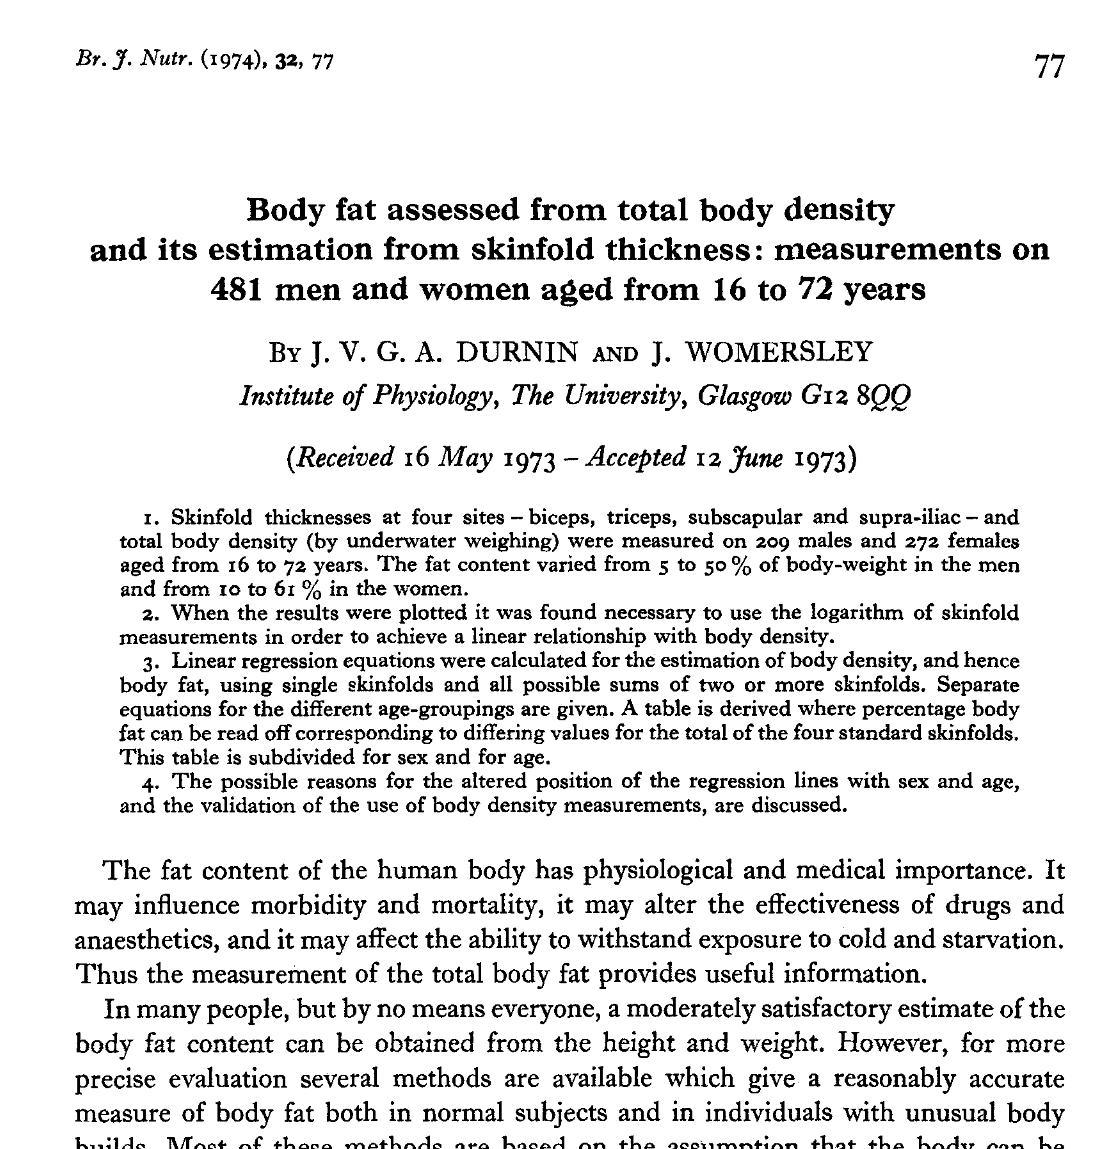 Br. J. Nutr. (1974), 32, 77
77
Body fat assessed from total body density
and its estimation from skinfold thickness: measurements on
481 men and women aged from 16 to 72 years
By J. V. G. A. DURNIN AND J. WOMERSLEY
Institute of Physiology, The University, Glasgow G12 8QQ
(Received 16 May 1973 – Accepted 12 June 1973)
1. Skinfold thicknesses at four sites – biceps, triceps, subscapular and supra-iliac – and
total body density (by underwater weighing) were measured on 209 males and 272 females
aged from 16 to 72 years. The fat content varied from 5 to 50 % of body-weight in the men
and from 10 to 61 % in the women.
2. When the results were plotted it was found necessary to use the logarithm of skinfold
measurements in order to achieve a linear relationship with body density.
3. Linear regression equations were calculated for the estimation of body density, and hence
body fat, using single skinfolds and all possible sums of two or more skinfolds. Separate
equations for the different age-groupings are given. A table is derived where percentage body
fat can be read off corresponding to differing values for the total of the four standard skinfolds.
This table is subdivided for sex and for age.
4. The possible reasons for the altered position of the regression lines with sex and age,
and the validation of the use of body density measurements, are discussed.
The fat content of the human body has physiological and medical importance. It
may influence morbidity and mortality, it may alter the effectiveness of drugs and
anaesthetics, and it may affect the ability to withstand exposure to cold and starvation.
Thus the measurement of the total body fat provides useful information.
In many people, but by no means everyone, a moderately satisfactory estimate of the
body fat content can be obtained from the height and weight. However, for more
precise evaluation several methods are available which give a reasonably accurate
measure of body fat both in normal subjects and in individuals with unusual body
builds. Most of these methods are based on the assumption that the body can be